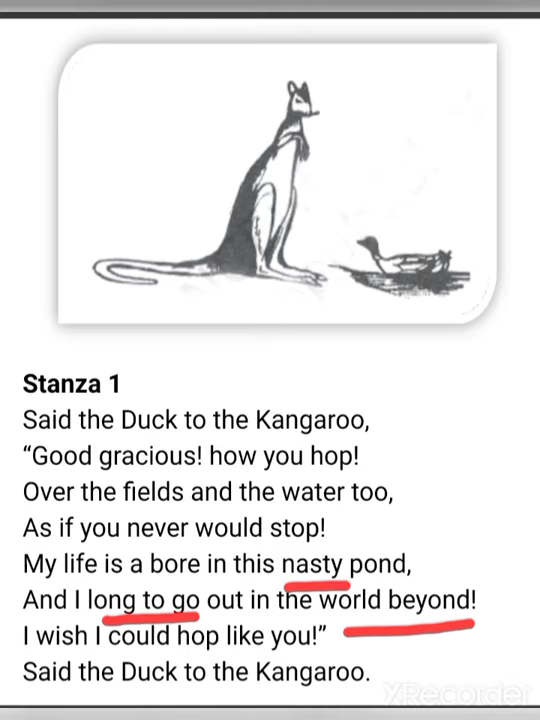 Stanza 1
Said the Duck to the Kangaroo,
“Good gracious! how you hop!
Over the fields and the water too,
As if you never would stop!
My life is a bore in this nasty pond,
And I long to go out in the world beyond!
I wish I could hop like you!”
Said the Duck to the Kangaroo.
XRecorder